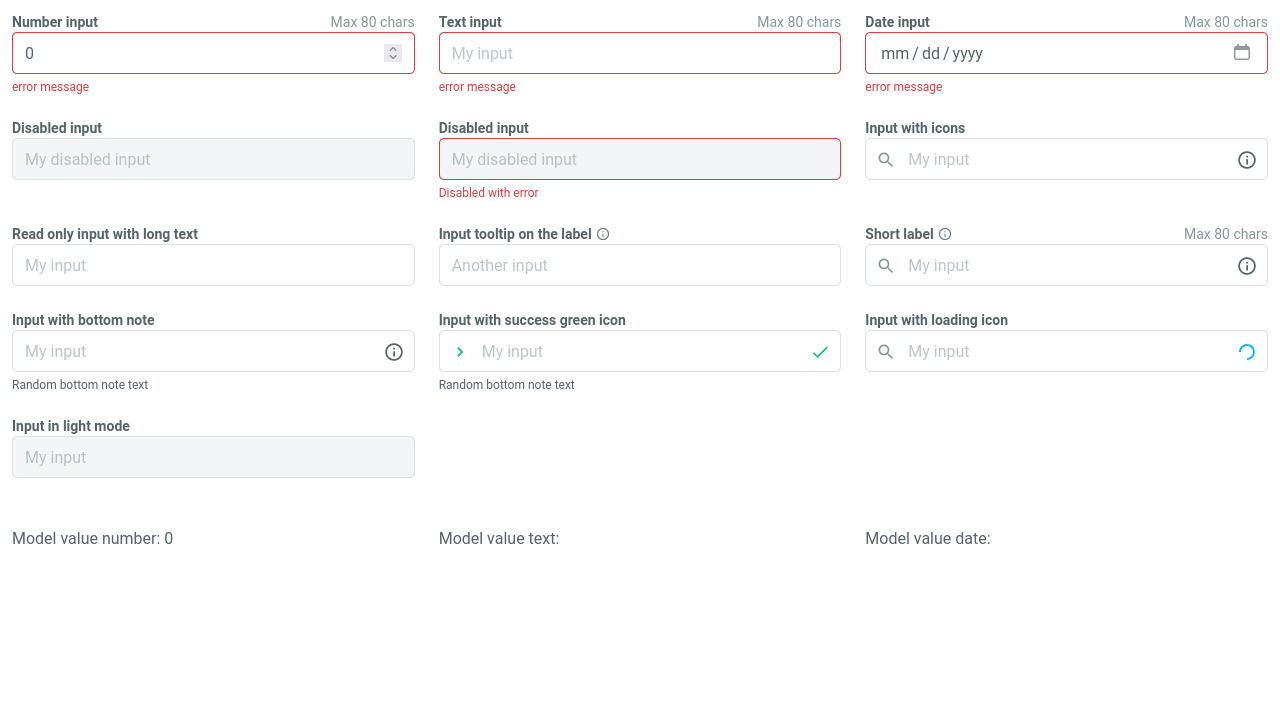 Number input Max 80 chars
0
error message
Text input Max 80 chars
My input
error message
Date input Max 80 chars
mm / dd / yyyy
error message
Disabled input
My disabled input
Disabled input
My disabled input
Disabled with error
Input with icons
My input
Read only input with long text
My input
Input tooltip on the label
Another input
Short label Max 80 chars
My input
Input with bottom note
My input
Random bottom note text
Input with success green icon
My input
Random bottom note text
Input with loading icon
My input
Input in light mode
My input
Model value number: 0
Model value text:
Model value date: